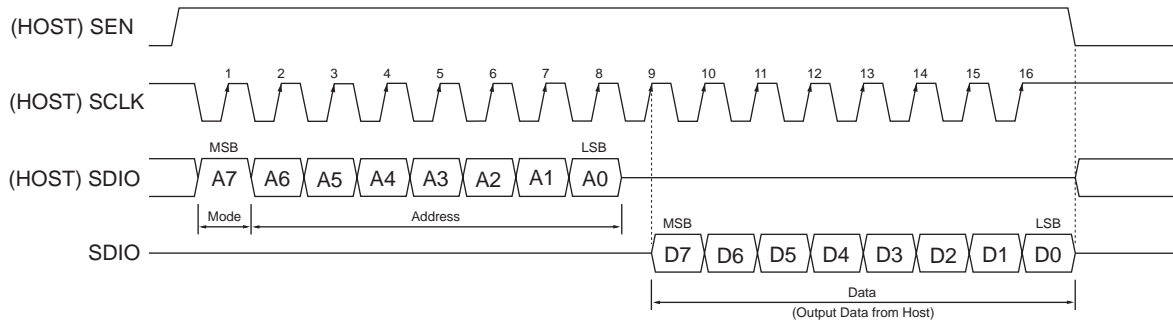 (HOST) SEN
1 2 3 4 5 6 7 8 9 10 11 12 13 14 15 16
(HOST) SCLK
MSB LSB
(HOST) SDIO A7 A6 A5 A4 A3 A2 A1 A0
Mode Address
MSB LSB
SDIO D7 D6 D5 D4 D3 D2 D1 D0
Data
(Output Data from Host)